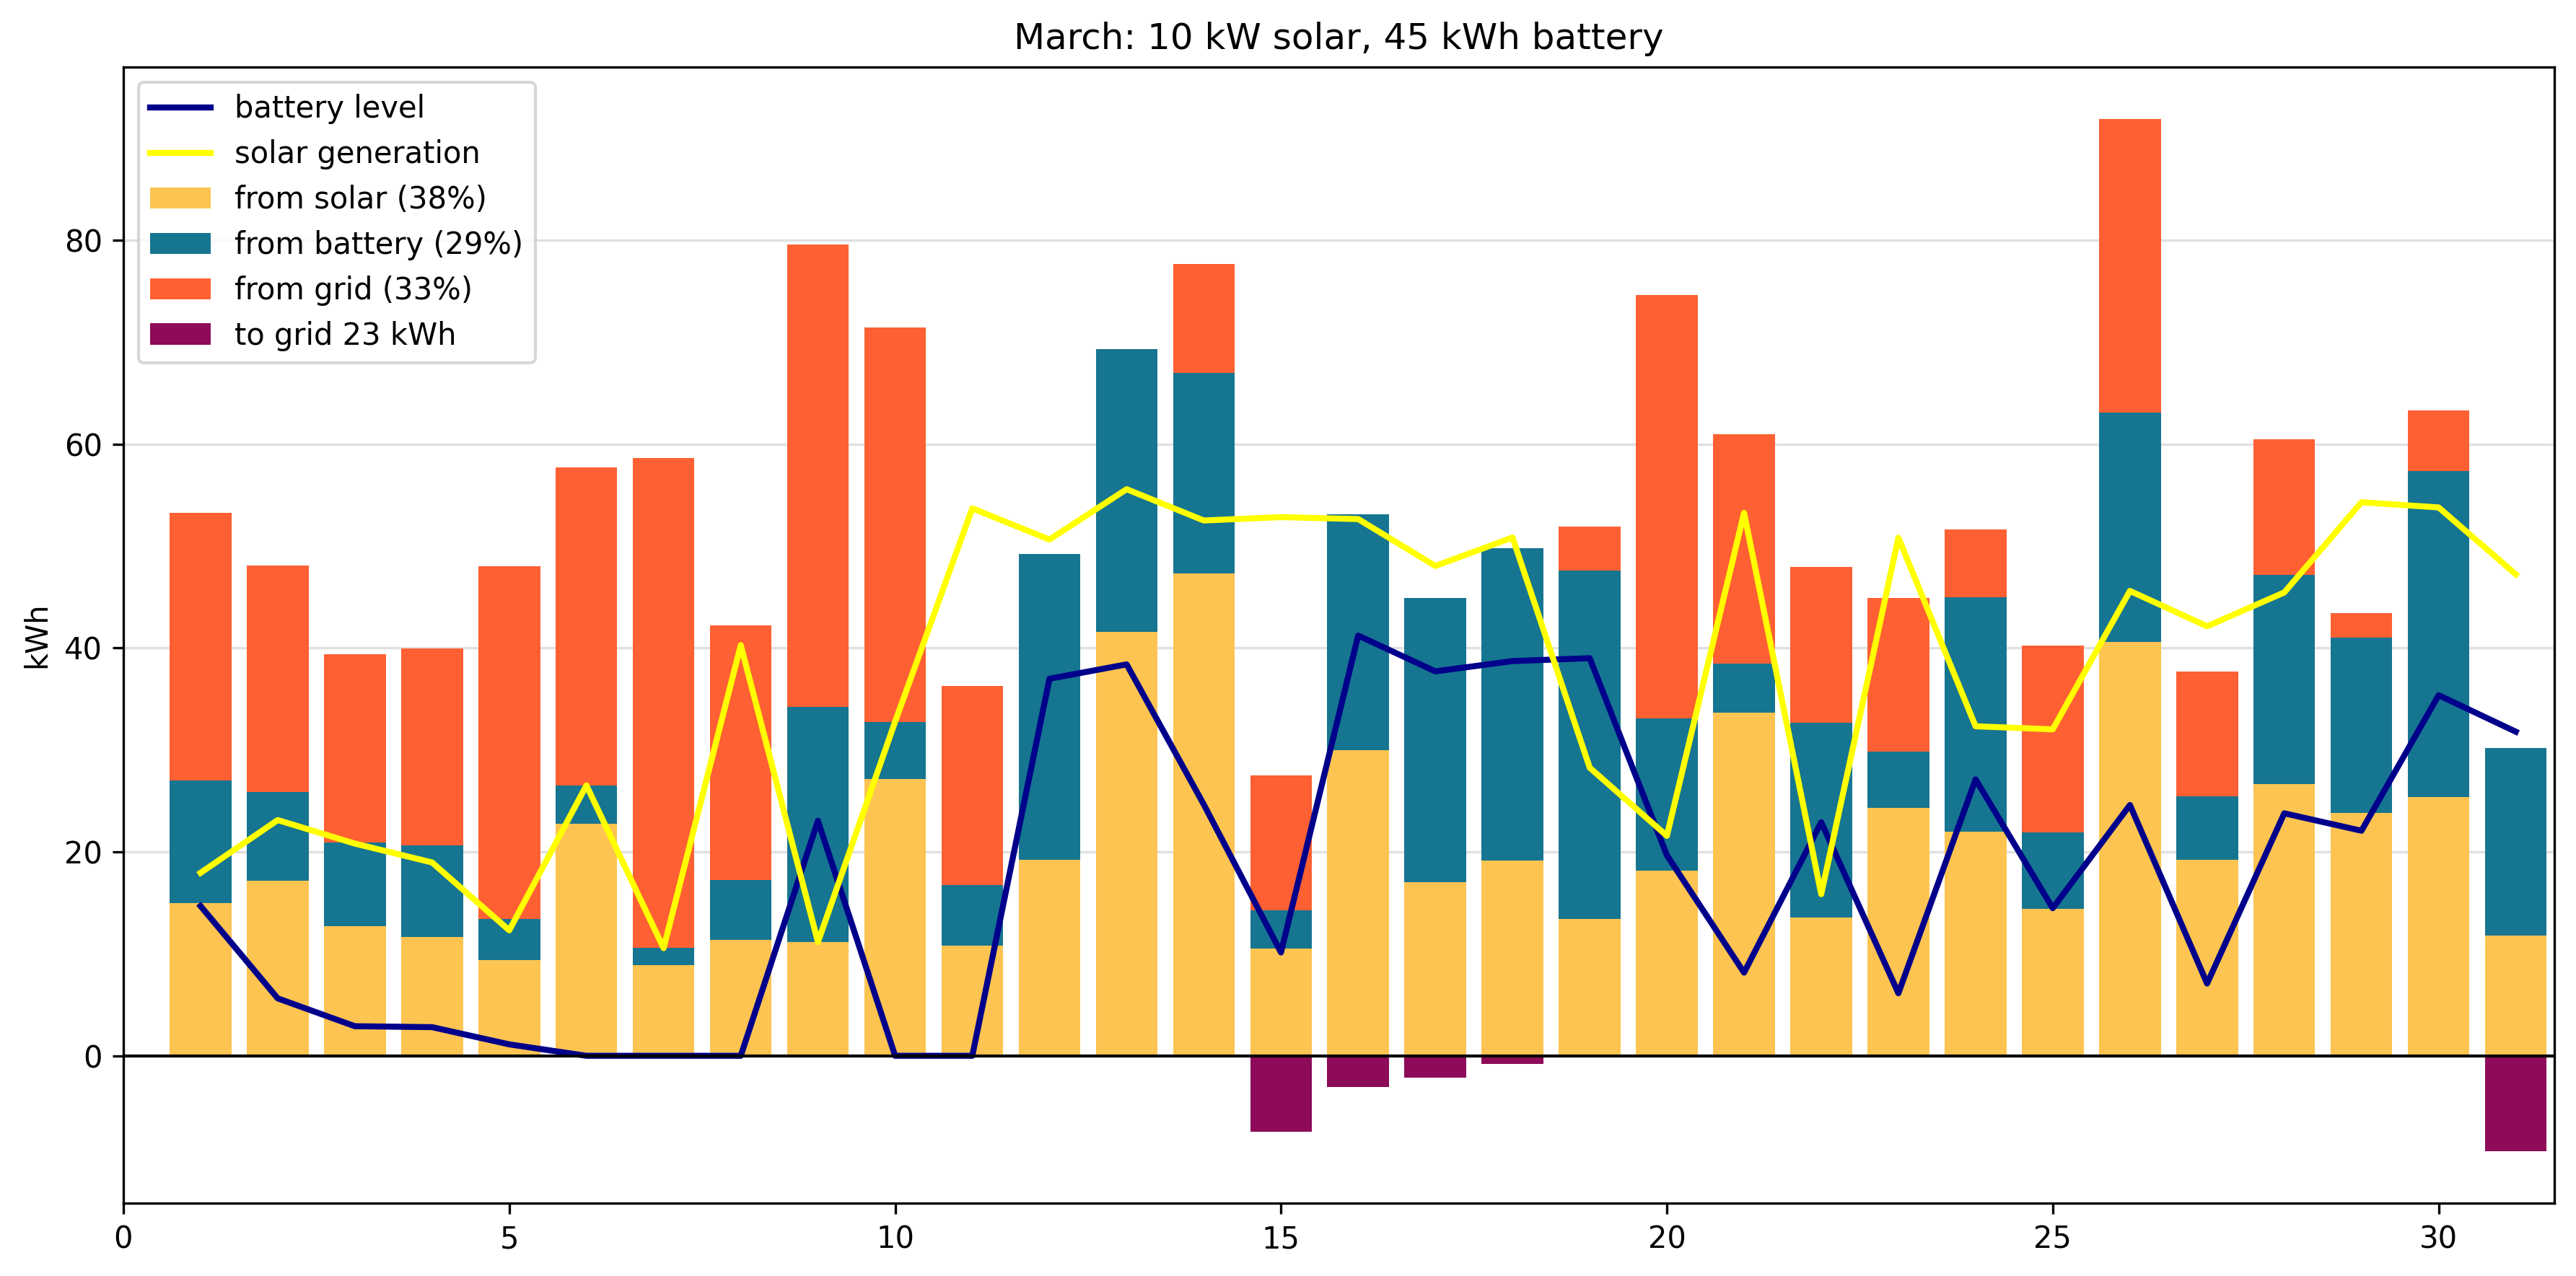 March: 10 kW solar, 45 kWh battery
battery level
solar generation
from solar (38%)
from battery (29%)
from grid (33%)
to grid 23 kWh
kWh
80
60
40
20
0
0 5 10 15 20 25 30